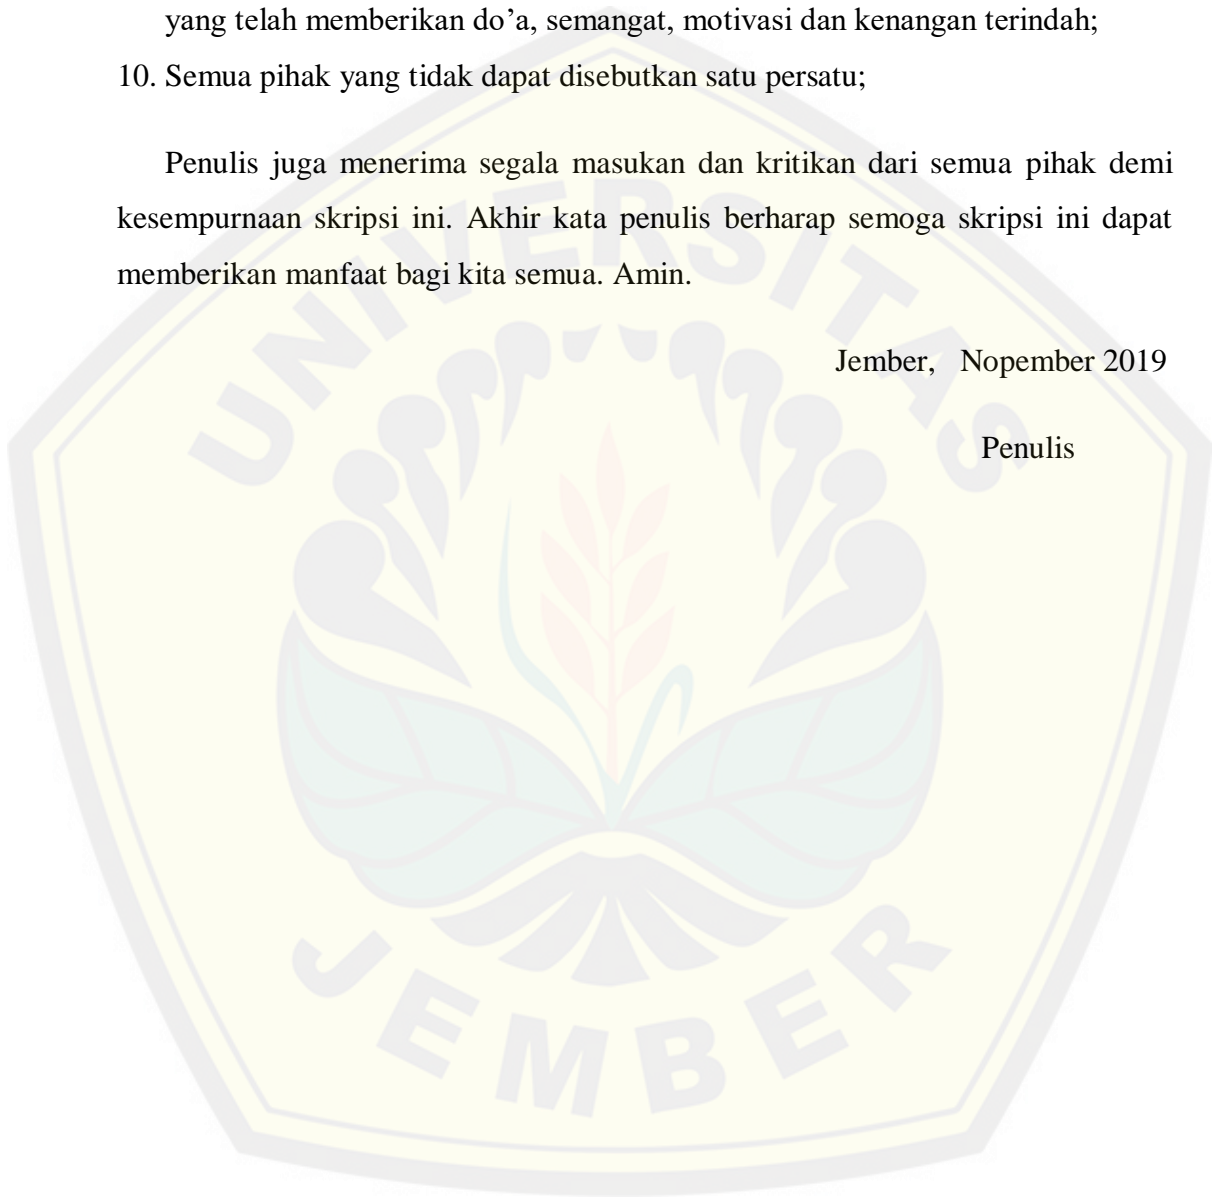 yang telah memberikan do’a, semangat, motivasi dan kenangan terindah;
10. Semua pihak yang tidak dapat disebutkan satu persatu;
Penulis juga menerima segala masukan dan kritikan dari semua pihak demi
kesempurnaan skripsi ini. Akhir kata penulis berharap semoga skripsi ini dapat
memberikan manfaat bagi kita semua. Amin.
Jember, Nopember 2019
Penulis
UNIVERSITAS
JEMBER